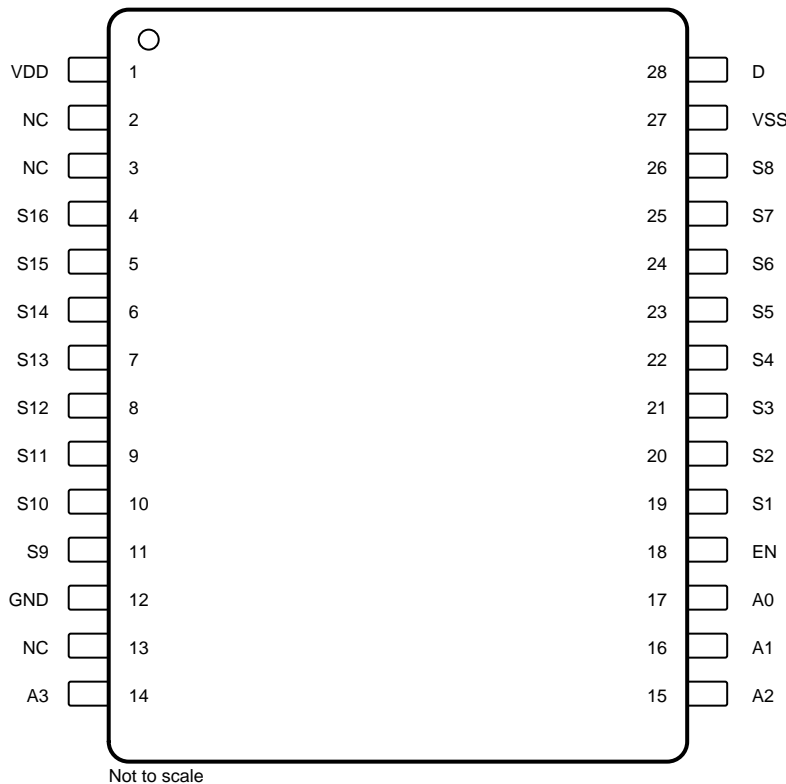 VDD 1 28 D
NC 2 27 VSS
NC 3 26 S8
S16 4 25 S7
S15 5 24 S6
S14 6 23 S5
S13 7 22 S4
S12 8 21 S3
S11 9 20 S2
S10 10 19 S1
S9 11 18 EN
GND 12 17 A0
NC 13 16 A1
A3 14 15 A2
Not to scale